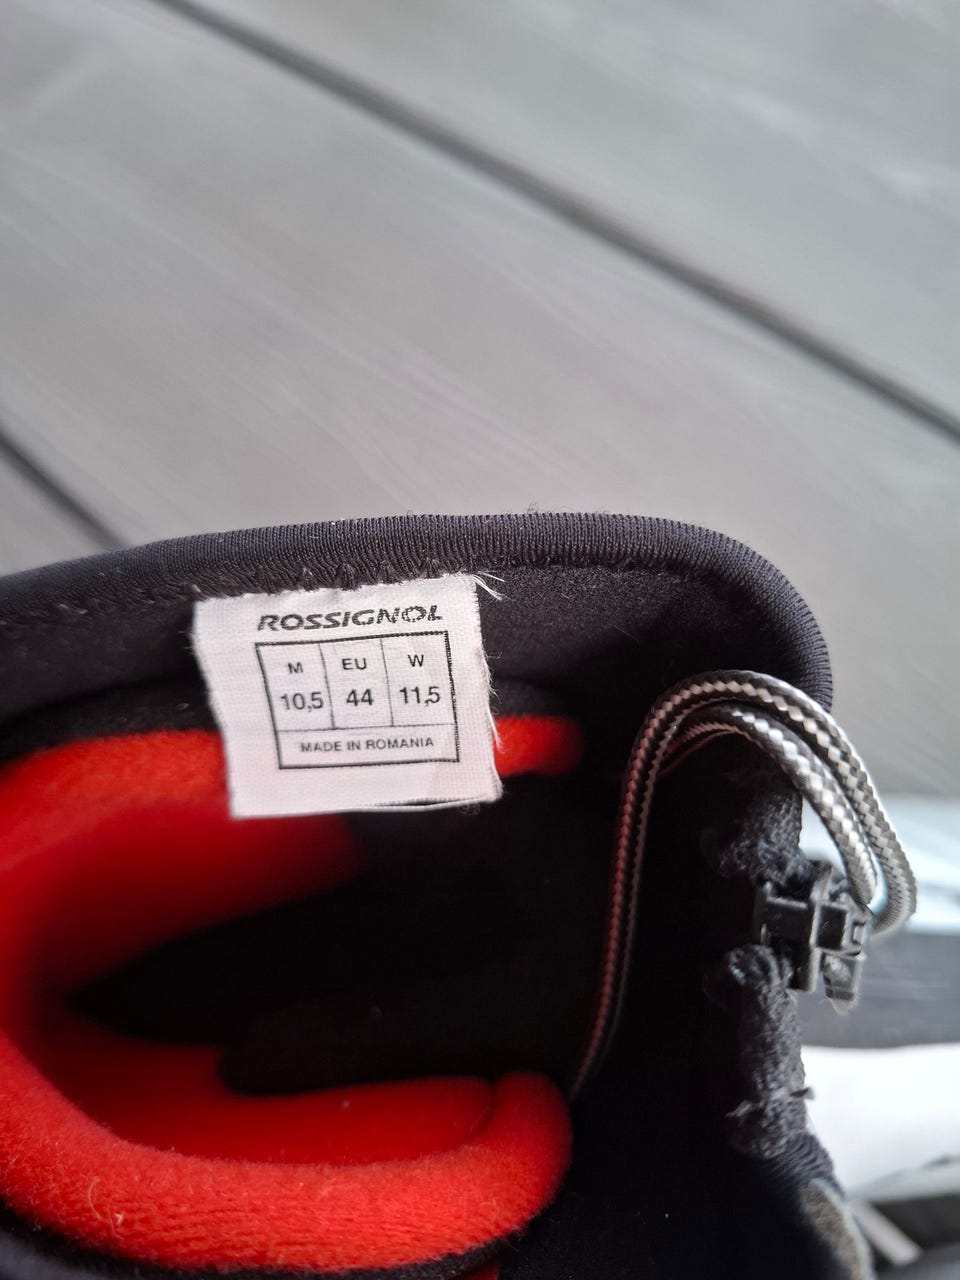 ROSSIGNOL
M EU W
10,5 44 11,5
MADE IN ROMANIA